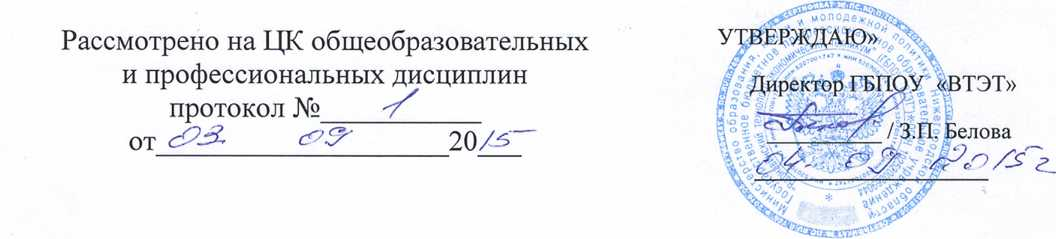 Рассмотрено на ЦК общеобразовательных
и профессиональных дисциплин
протокол № 1
от 03 09 2015
УТВЕРЖДАЮ»
Директор ГБПОУ «ВТЭТ»
/ З.П. Белова
04 09 2015г